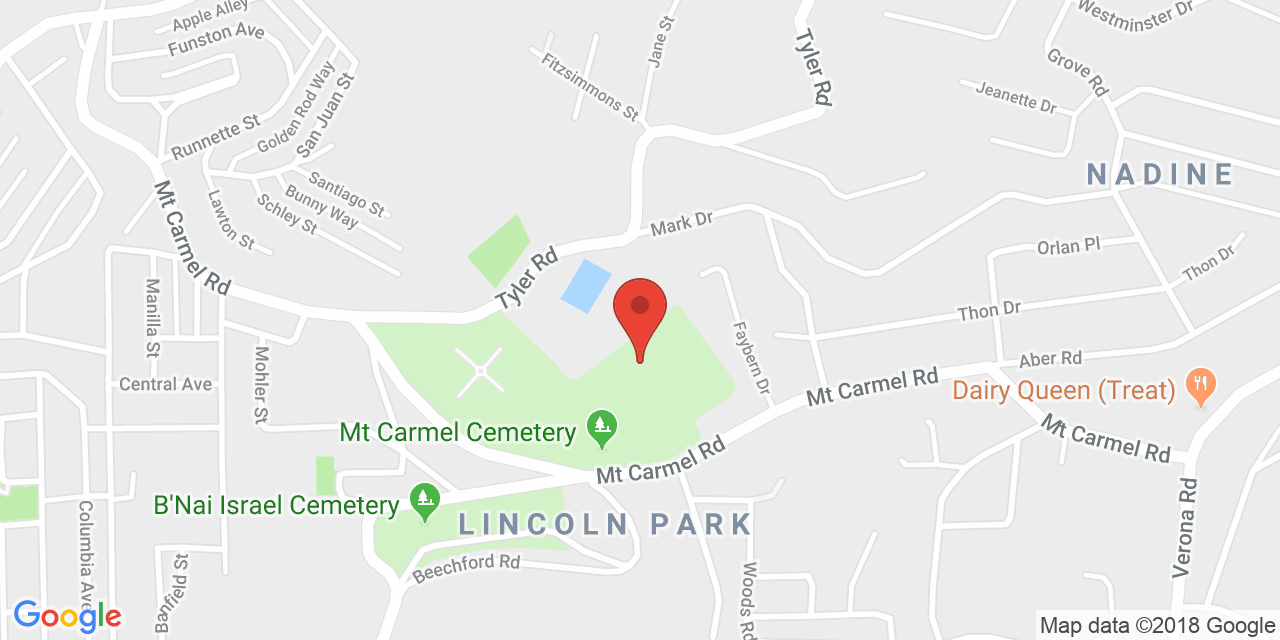 Apple Alley
Funston Ave
Westminster Dr
Jane St
Tyler Rd
Grove Rd
Fitzsimmons St
Golden Rod Way
San Juan St
Jeanette Dr
Runnette St
NADINE
Santiago St
Bunny Way
Lawton St
Schley St
Mt Carmel Rd
Mark Dr
Orlan Pl
Thon Dr
Tyler Rd
Manilla St
Thon Dr
Faybern Dr
Aber Rd
Mohler St
Central Ave
Mt Carmel Rd
Dairy Queen (Treat)
Mt Carmel Cemetery
Mt Carmel Rd
Mt Carmel Rd
B'Nai Israel Cemetery
LINCOLN PARK
Columbia Ave
Verona Rd
Beechford Rd
Banfield St
Woods Rd
Google
Map data ©2018 Google